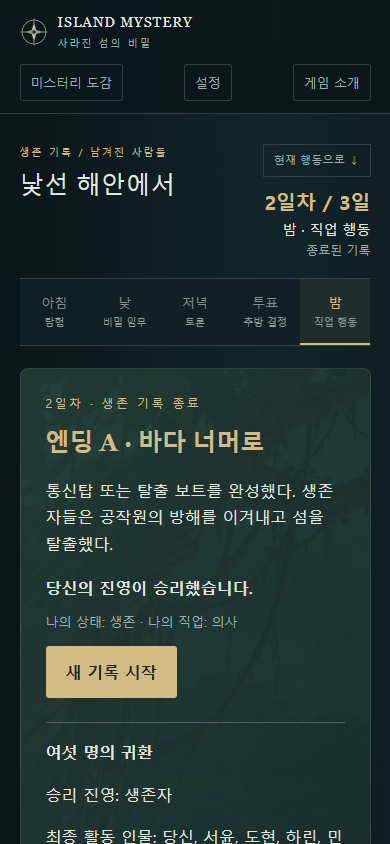 ISLAND MYSTERY
사라진 섬의 비밀
미스터리 도감
설정
게임 소개
생존 기록 / 남겨진 사람들
낯선 해안에서
현재 행동으로 ↓
2일차 / 3일
밤 · 직업 행동
종료된 기록
아침
탐험
낮
비밀 임무
저녁
토론
투표
추방 결정
밤
직업 행동
2일차 · 생존 기록 종료
엔딩 A · 바다 너머로
통신탑 또는 탈출 보트를 완성했다. 생존
자들은 공작원의 방해를 이겨내고 섬을
탈출했다.
당신의 진영이 승리했습니다.
나의 상태: 생존 · 나의 직업: 의사
새 기록 시작
여섯 명의 귀환
승리 진영: 생존자
최종 활동 인물: 당신, 서윤, 도현, 하린, 민